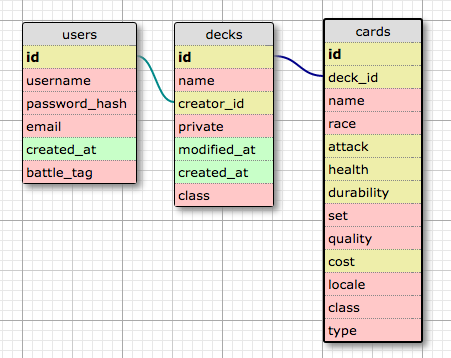 users
id
username
password_hash
email
created_at
battle_tag
decks
id
name
creator_id
private
modified_at
created_at
class
cards
id
deck_id
name
race
attack
health
durability
set
quality
cost
locale
class
type